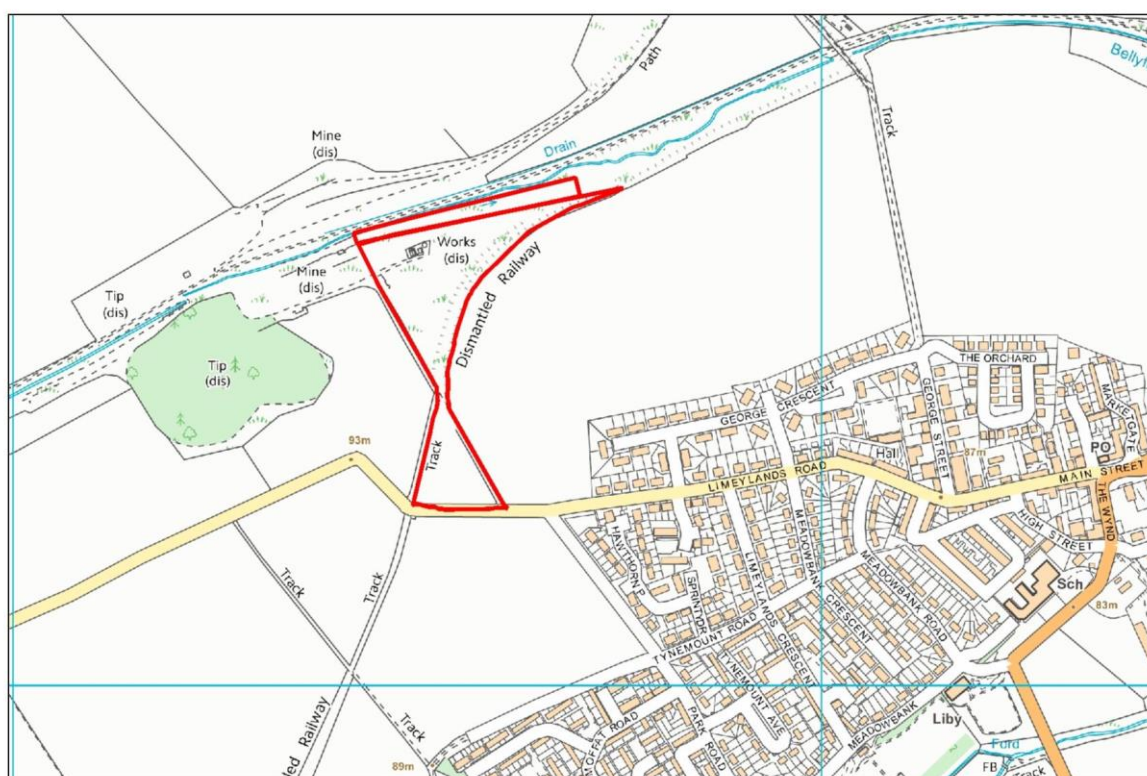 Bellyf
Path
Track
Mine
(dis)
Drain
Works
(dis)
Mine
(dis)
Dismantled Railway
Tip
(dis)
Tip
(dis)
THE ORCHARD
GEORGE CRESCENT
GEORGE STREET
MARKETGATE
93m
Track
Hall
87m
PO
LIMEYLANDS ROAD
MAIN STREET
THE WYND
HIGH STREET
HAWTHORN P
SPRINTOR
LIMEYLANDS CRESCENT
MEADOWBANK CRESCENT
MEADOWBANK ROAD
Sch
83m
Track
Track
TYNEMOUNT ROAD
TYNEMOUNT AVE
MEADOWBANK
Liby
Ford
FB
Track
led Railway
Track
89m
MOFFAT ROAD
PARK ROAD